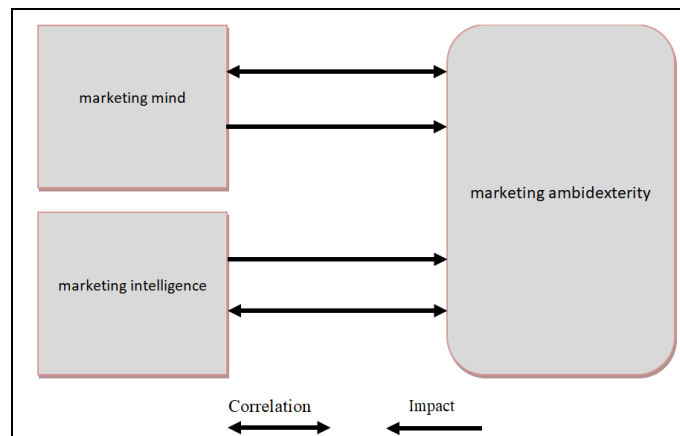 marketing mind
marketing ambidexterity
marketing intelligence
Correlation
Impact